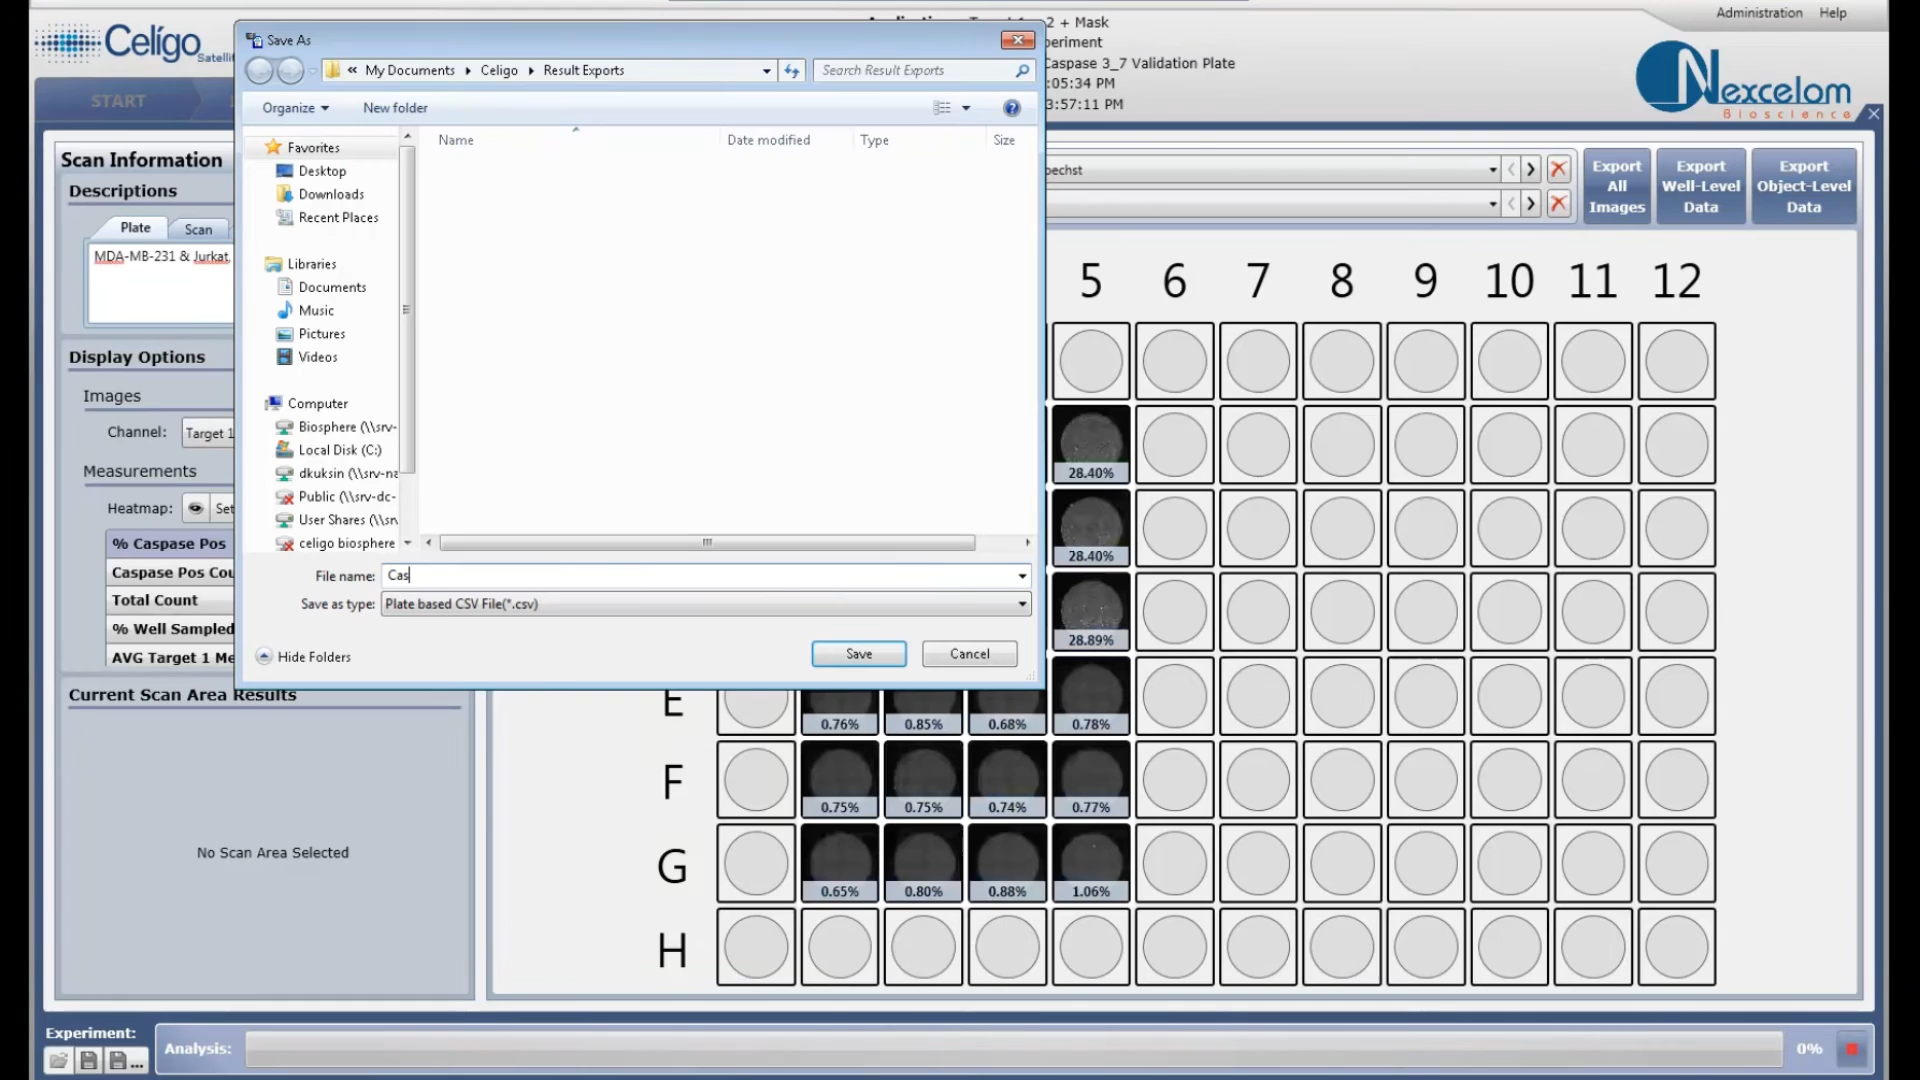 Administration Help
2 + Mask
periment
Caspase 3_7 Validation Plate
:05:34 PM
3:57:11 PM
Celígo
Nexcelom
Bioscience
START
Save As
« My Documents ▸ Celigo ▸ Result Exports
Search Result Exports
Organize
New folder
Name
Date modified
Type
Size
Favorites
Desktop
Downloads
Recent Places
Libraries
Documents
Music
Pictures
Videos
Computer
Biosphere (\\srv-
Local Disk (C:)
dkuksin (\\srv-na
Public (\\srv-dc-
User Shares (\\srv
celigo biosphere
File name: Cas
Save as type: Plate based CSV File(*.csv)
Hide Folders
Save
Cancel
Scan Information
Descriptions
Plate
Scan
MDA-MB-231 & Jurkat
Display Options
Images
Channel: Target 1
Measurements
Heatmap: Set
% Caspase Pos
Caspase Pos Cou
Total Count
% Well Sampled
AVG Target 1 Me
Current Scan Area Results
No Scan Area Selected
oechst
Export All Images
Export Well-Level Data
Export Object-Level Data
5 6 7 8 9 10 11 12
28.40%
28.40%
28.89%
E
0.76% 0.85% 0.68% 0.78%
F
0.75% 0.75% 0.74% 0.77%
G
0.65% 0.80% 0.88% 1.06%
H
Experiment:
Analysis:
0%